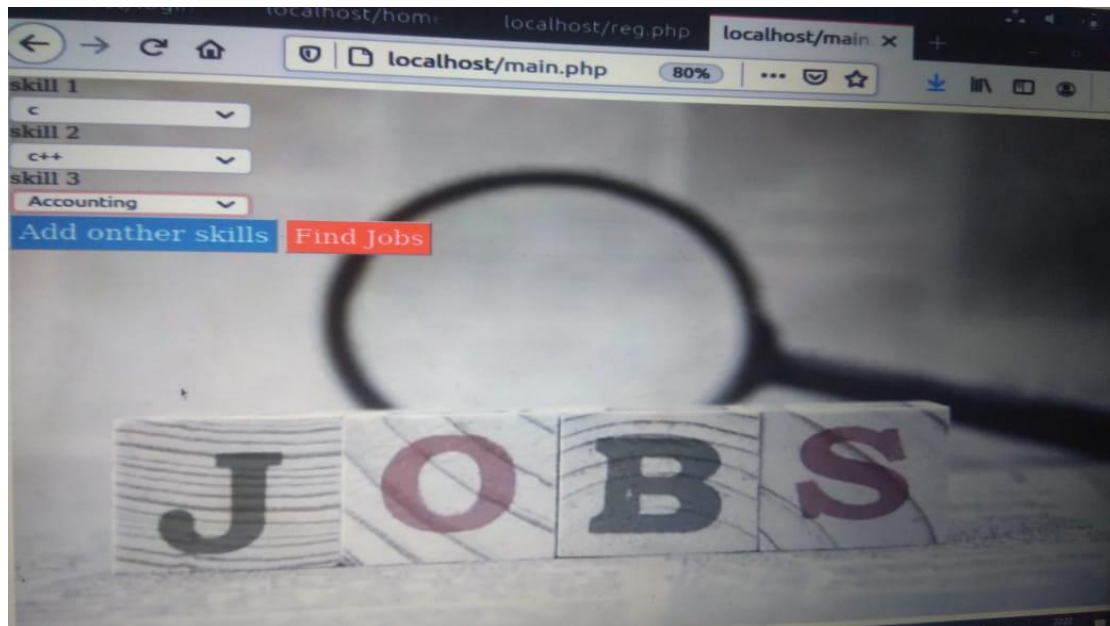 localhost/hom
localhost/reg.php
localhost/main
localhost/main.php
80%
skill 1
c
skill 2
c++
skill 3
Accounting
Add onther skills
Find Jobs
JOBS